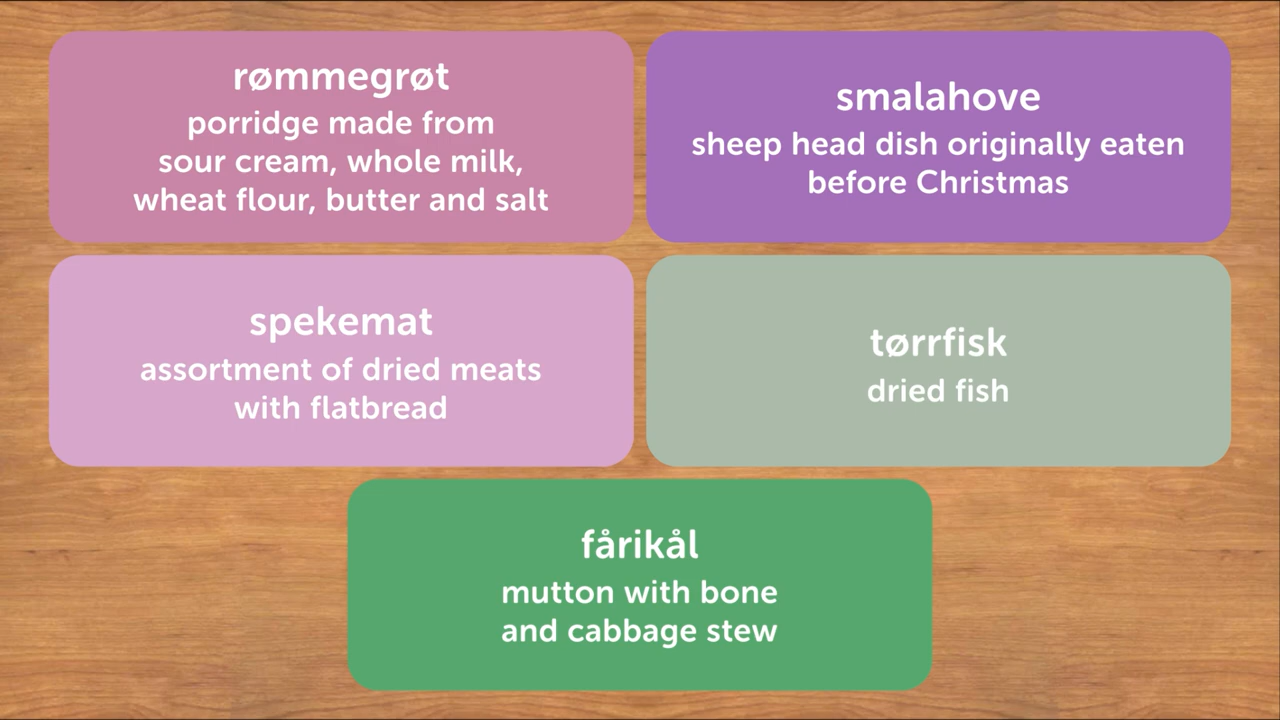 rømmegrøt
porridge made from
sour cream, whole milk,
wheat flour, butter and salt
smalahove
sheep head dish originally eaten
before Christmas
spekemat
assortment of dried meats
with flatbread
tørrfisk
dried fish
fårikål
mutton with bone
and cabbage stew